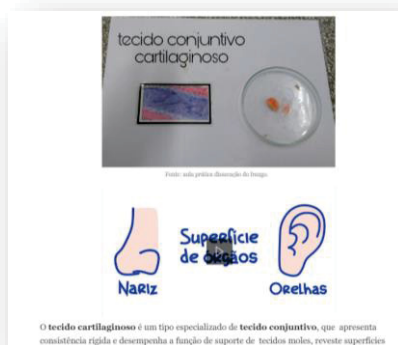 tecido conjuntivo
cartilaginoso
Fonte: aula prática dissecação do frango.
Superfície
de órgãos
Nariz
Orelhas
O tecido cartilaginoso é um tipo especializado de tecido conjuntivo, que apresenta
consistência rígida e desempenha a função de suporte de tecidos moles, reveste superfícies